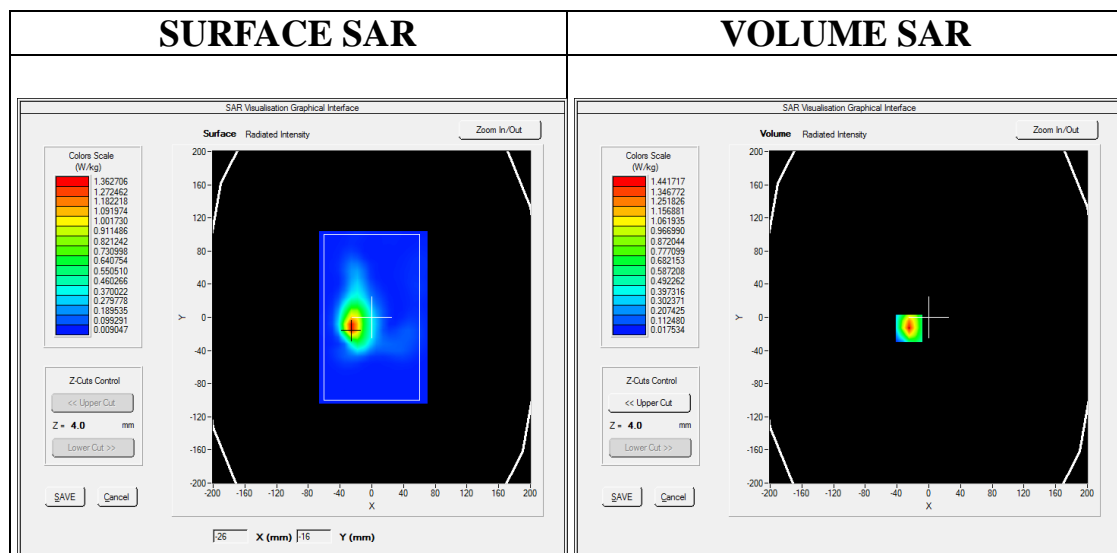 SURFACE SAR
VOLUME SAR
SAR Visualisation Graphical Interface
Surface Radiated Intensity
Zoom In/Out
Colors Scale
(W/kg)
1.362706
1.272462
1.182218
1.091974
1.001730
0.911486
0.821242
0.730998
0.640754
0.550510
0.460266
0.370022
0.279778
0.189535
0.099291
0.009047
Z-Cuts Control
<< Upper Cut
Z = 4.0 mm
Lower Cut >>
SAVE Cancel
Y
200
160
120
80
40
0
-40
-80
-120
-160
-200
-200 -160 -120 -80 -40 0 40 80 120 160 200
X
-26 X (mm) -16 Y (mm)
SAR Visualisation Graphical Interface
Volume Radiated Intensity
Zoom In/Out
Colors Scale
(W/kg)
1.441717
1.346772
1.251826
1.156881
1.061935
0.966990
0.872044
0.777099
0.682153
0.587208
0.492262
0.397316
0.302371
0.207425
0.112480
0.017534
Z-Cuts Control
<< Upper Cut
Z = 4.0 mm
Lower Cut >>
SAVE Cancel
Y
200
160
120
80
40
0
-40
-80
-120
-160
-200
-200 -160 -120 -80 -40 0 40 80 120 160 200
X